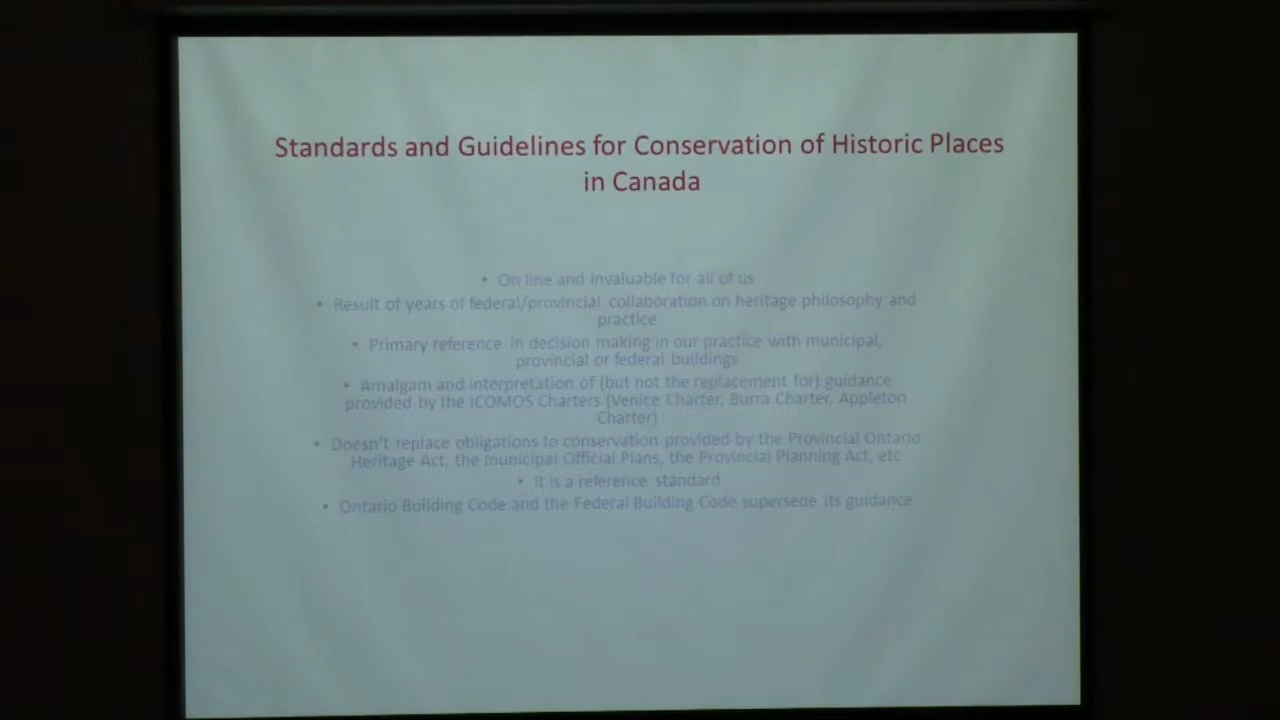 Standards and Guidelines for Conservation of Historic Places
in Canada
• On line and invaluable for all of us
• Result of years of federal/provincial collaboration on heritage philosophy and
practice
• Primary reference in decision making in our practice with municipal,
provincial or federal buildings
• Amalgam and interpretation of (but not the replacement for) guidance
provided by the ICOMOS Charters (Venice Charter, Burra Charter, Appleton
Charter)
• Doesn't replace obligations to conservation provided by the Provincial Ontario
Heritage Act, the municipal Official Plans, the Provincial Planning Act, etc
• It is a reference standard
• Ontario Building Code and the Federal Building Code supersede its guidance